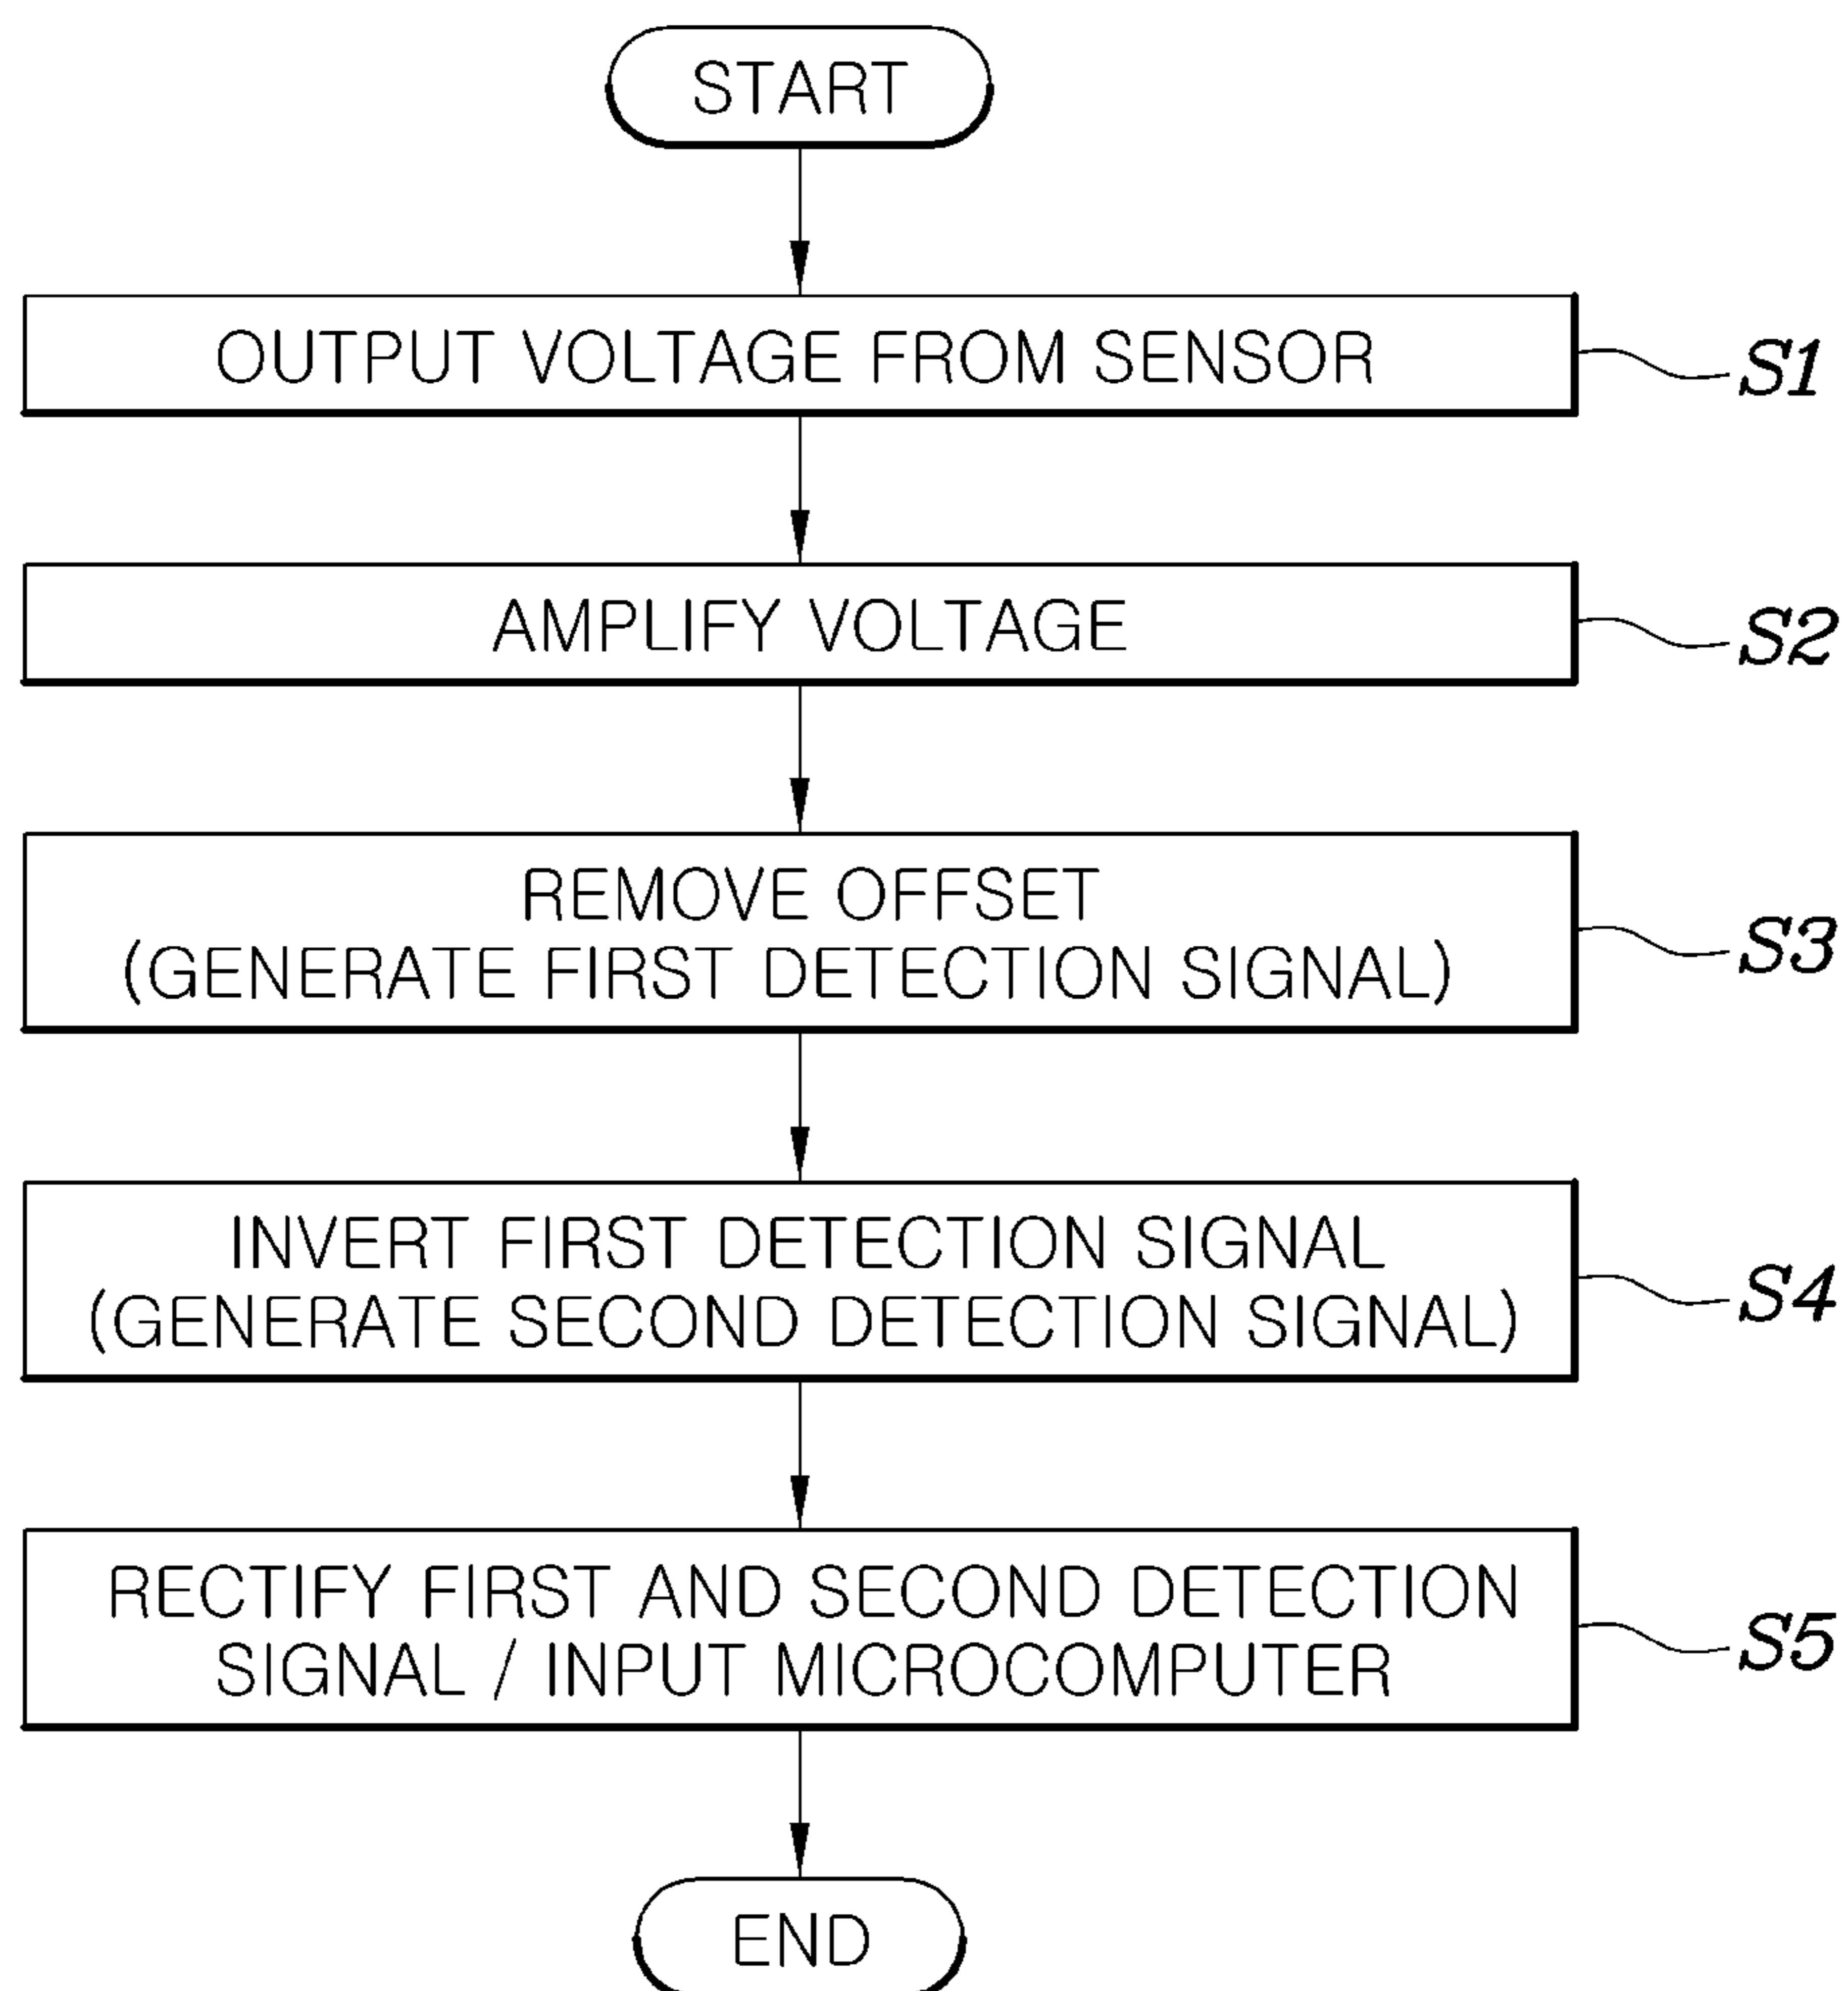 START
OUTPUT VOLTAGE FROM SENSOR
S1
AMPLIFY VOLTAGE
S2
REMOVE OFFSET
(GENERATE FIRST DETECTION SIGNAL)
S3
INVERT FIRST DETECTION SIGNAL
(GENERATE SECOND DETECTION SIGNAL)
S4
RECTIFY FIRST AND SECOND DETECTION
SIGNAL / INPUT MICROCOMPUTER
S5
END